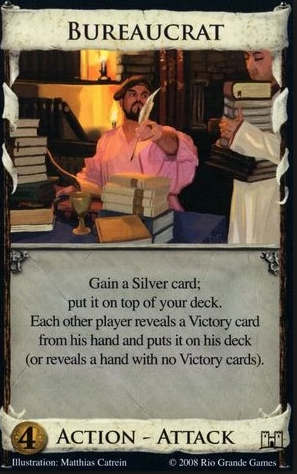 BUREAUCRAT
Gain a Silver card;
put it on top of your deck.
Each other player reveals a Victory card
from his hand and puts it on his deck
(or reveals a hand with no Victory cards).
4 ACTION - ATTACK
Illustration: Matthias Catrein © 2008 Rio Grande Games